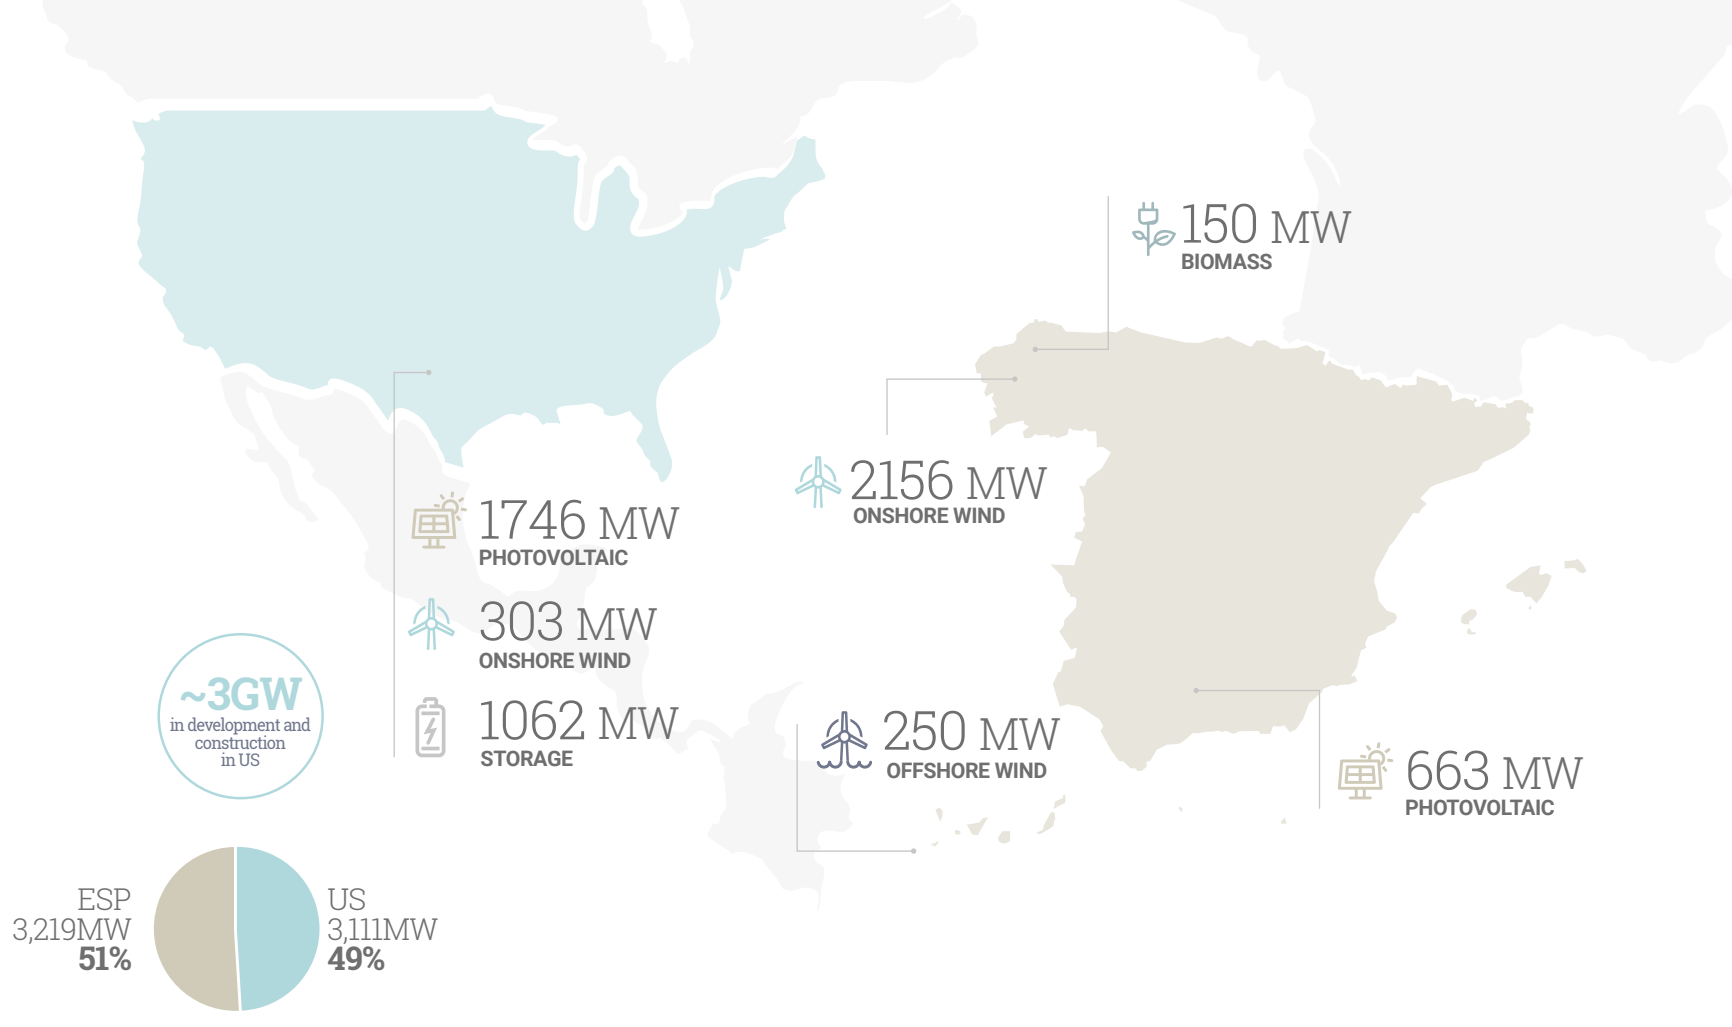 150 MW
BIOMASS
2156 MW
ONSHORE WIND
1746 MW
PHOTOVOLTAIC
303 MW
ONSHORE WIND
1062 MW
STORAGE
~3GW
in development and
construction
in US
250 MW
OFFSHORE WIND
663 MW
PHOTOVOLTAIC
ESP
3,219MW
51%
US
3,111MW
49%